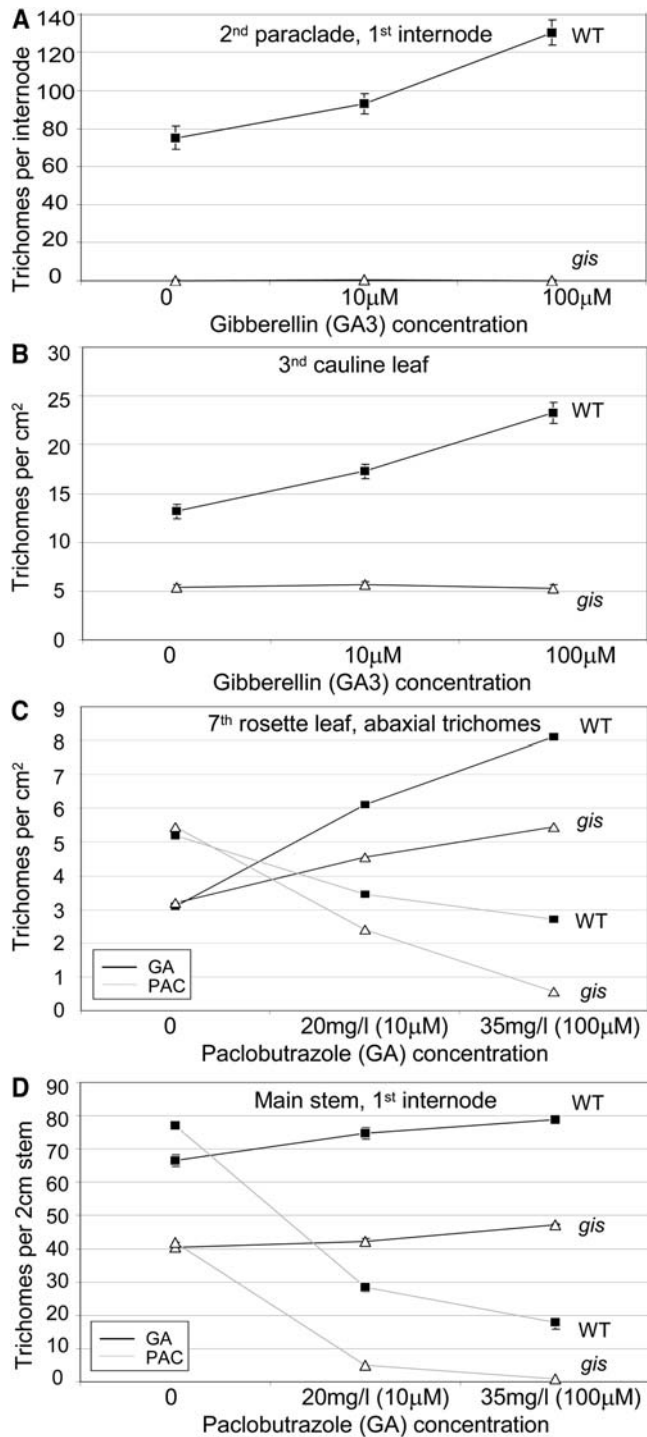 A
2nd paraclade, 1st internode
WT
gis
Trichomes per internode
140
120
100
80
60
40
20
0
0 10μM 100μM
Gibberellin (GA3) concentration
B
3nd cauline leaf
WT
gis
Trichomes per cm2
30
25
20
15
10
5
0
0 10μM 100μM
Gibberellin (GA3) concentration
C
7th rosette leaf, abaxial trichomes
WT
gis
WT
gis
Trichomes per cm2
9
8
7
6
5
4
3
2
1
0
GA
PAC
0 20mg/l (10μM) 35mg/l (100μM)
Paclobutrazole (GA) concentration
D
Main stem, 1st internode
WT
gis
WT
gis
Trichomes per 2cm stem
90
80
70
60
50
40
30
20
10
0
GA
PAC
0 20mg/l (10μM) 35mg/l (100μM)
Paclobutrazole (GA) concentration